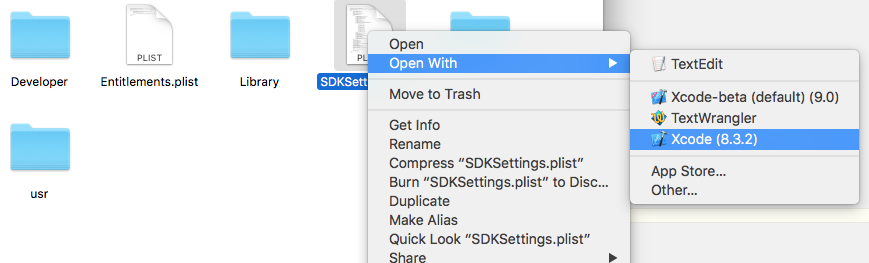 PLIST
PLIST
Developer
Entitlements.plist
Library
SDKSett
usr
Open
Open With
Move to Trash
Get Info
Rename
Compress “SDKSettings.plist”
Burn “SDKSettings.plist” to Disc...
Duplicate
Make Alias
Quick Look “SDKSettings.plist”
Share
TextEdit
Xcode-beta (default) (9.0)
TextWrangler
Xcode (8.3.2)
App Store...
Other...